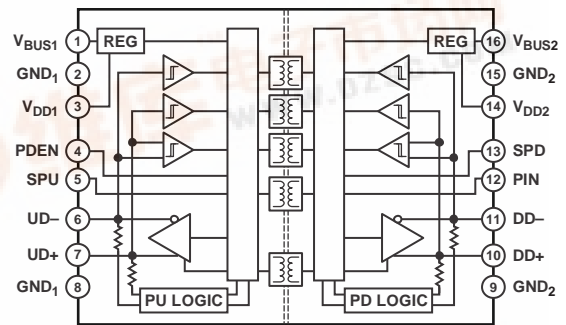 VBUS1 1 REG REG 16 VBUS2
GND1 2 15 GND2
VDD1 3 14 VDD2
PDEN 4 13 SPD
SPU 5 12 PIN
UD– 6 11 DD–
UD+ 7 10 DD+
GND1 8 PU LOGIC PD LOGIC 9 GND2